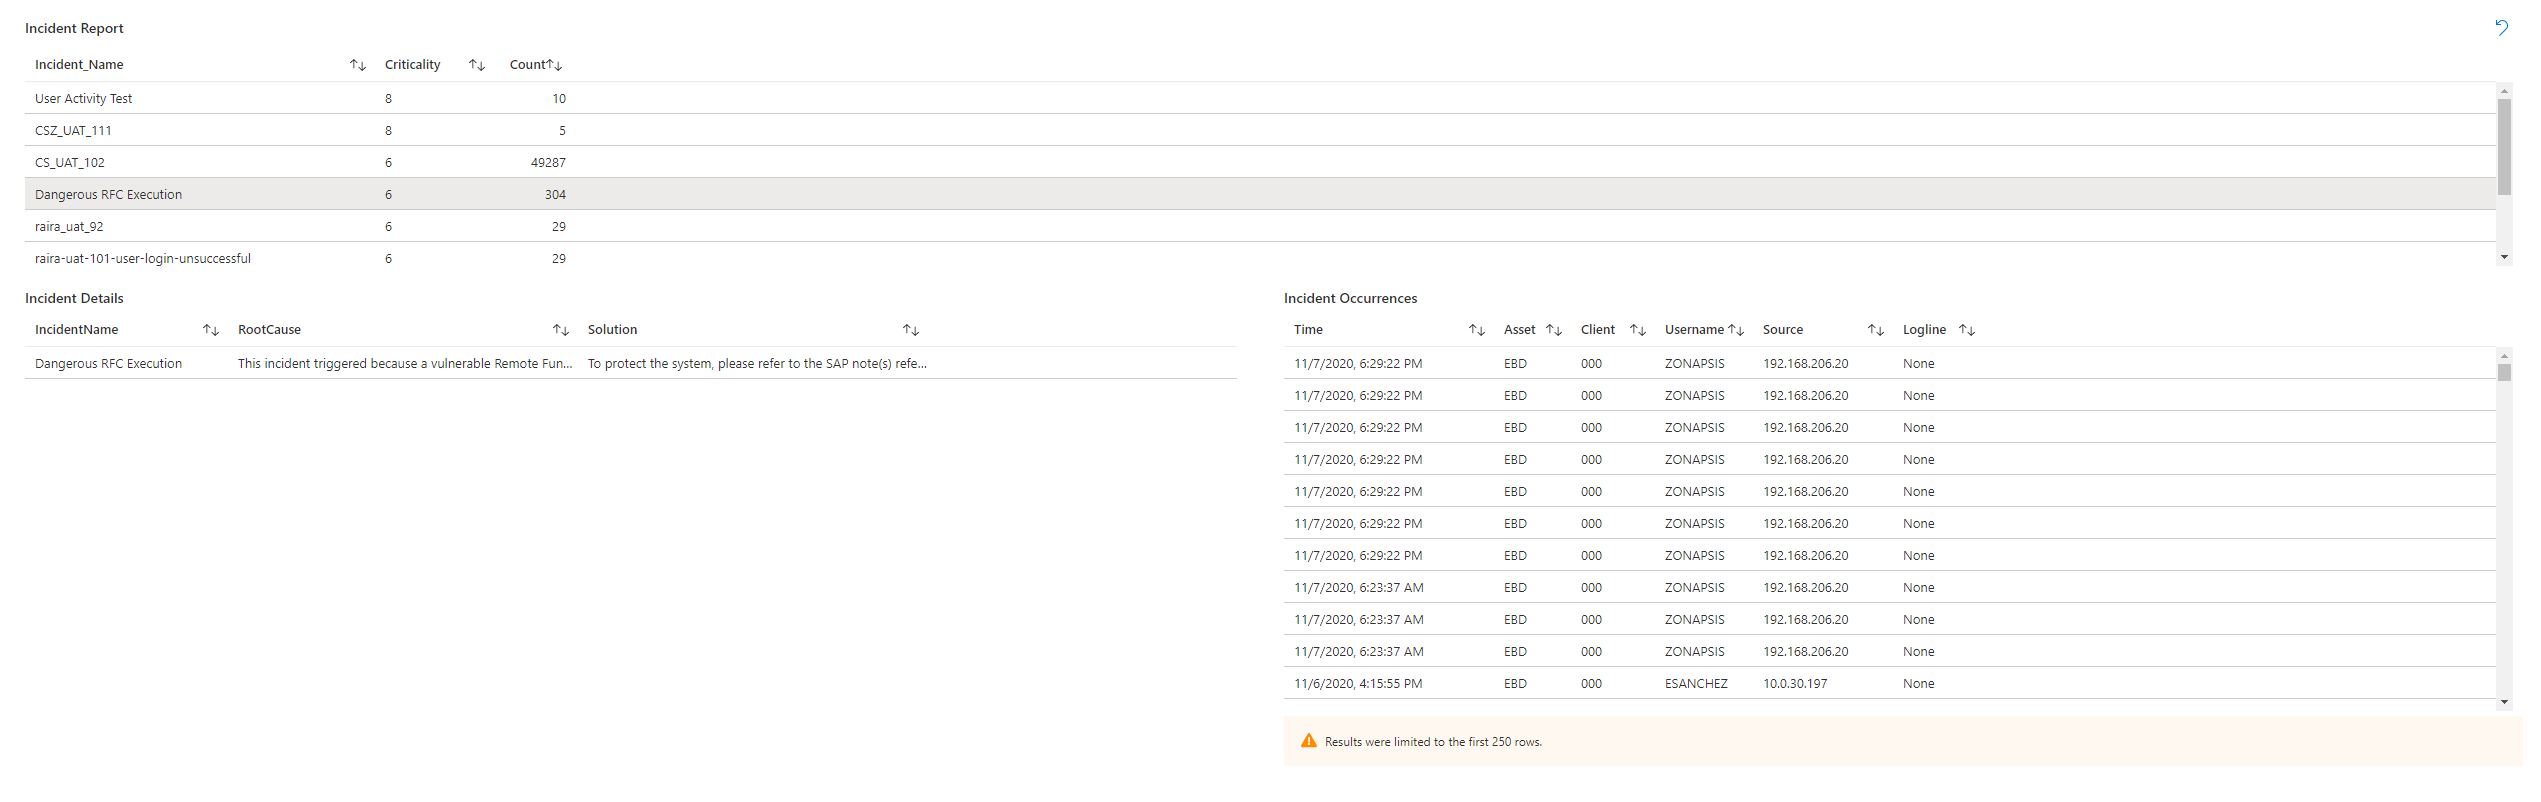 Incident Report
Incident_Name Criticality Count
User Activity Test 8 10
CSZ_UAT_111 8 5
CS_UAT_102 6 49287
Dangerous RFC Execution 6 304
raira_uat_92 6 29
raira-uat-101-user-login-unsuccessful 6 29
Incident Details
IncidentName RootCause Solution
Dangerous RFC Execution This incident triggered because a vulnerable Remote Fun... To protect the system, please refer to the SAP note(s) refe...
Incident Occurrences
Time Asset Client Username Source Logline
11/7/2020, 6:29:22 PM EBD 000 ZONAPSIS 192.168.206.20 None
11/7/2020, 6:29:22 PM EBD 000 ZONAPSIS 192.168.206.20 None
11/7/2020, 6:29:22 PM EBD 000 ZONAPSIS 192.168.206.20 None
11/7/2020, 6:29:22 PM EBD 000 ZONAPSIS 192.168.206.20 None
11/7/2020, 6:29:22 PM EBD 000 ZONAPSIS 192.168.206.20 None
11/7/2020, 6:29:22 PM EBD 000 ZONAPSIS 192.168.206.20 None
11/7/2020, 6:29:22 PM EBD 000 ZONAPSIS 192.168.206.20 None
11/7/2020, 6:23:37 AM EBD 000 ZONAPSIS 192.168.206.20 None
11/7/2020, 6:23:37 AM EBD 000 ZONAPSIS 192.168.206.20 None
11/7/2020, 6:23:37 AM EBD 000 ZONAPSIS 192.168.206.20 None
11/6/2020, 4:15:55 PM EBD 000 ESANCHEZ 10.0.30.197 None
Results were limited to the first 250 rows.